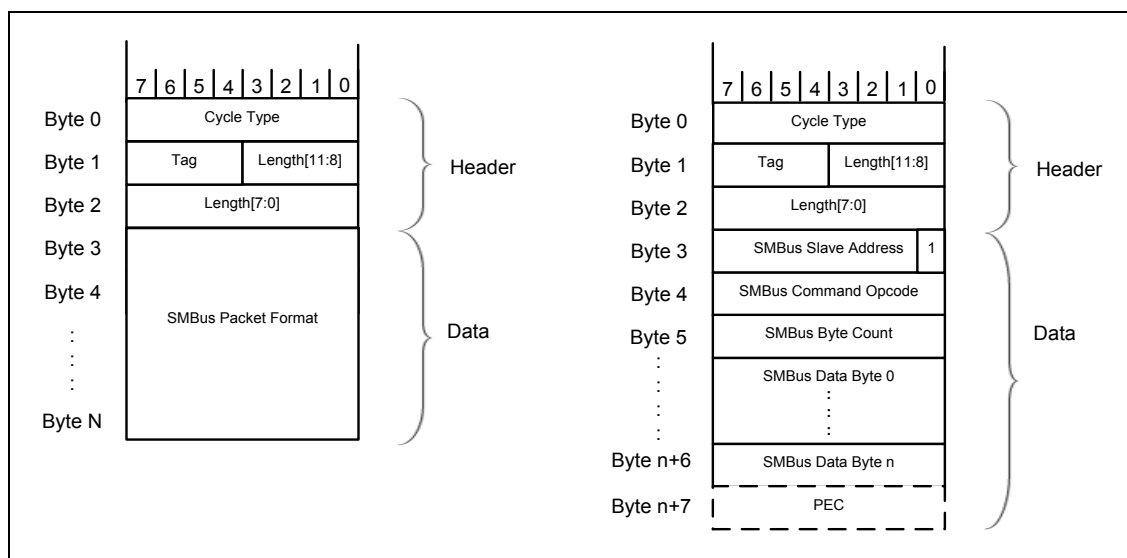 7 6 5 4 3 2 1 0
Byte 0 Cycle Type
Byte 1 Tag Length[11:8]
Header
Byte 2 Length[7:0]
Byte 3
Byte 4
SMBus Packet Format
Data
:
:
Byte N
7 6 5 4 3 2 1 0
Byte 0 Cycle Type
Byte 1 Tag Length[11:8]
Header
Byte 2 Length[7:0]
Byte 3 SMBus Slave Address 1
Byte 4 SMBus Command Opcode
Byte 5 SMBus Byte Count
Data
SMBus Data Byte 0
:
:
Byte n+6 SMBus Data Byte n
Byte n+7 PEC